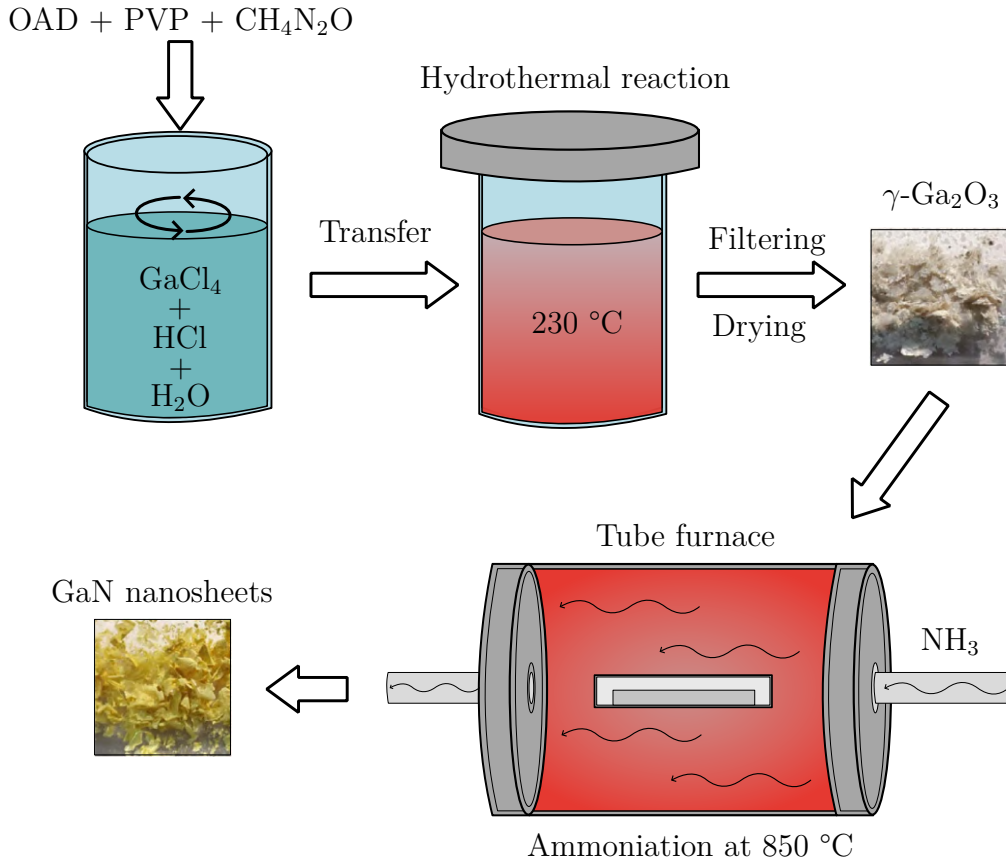 OAD + PVP + CH₄N₂O
Hydrothermal reaction
γ-Ga₂O₃
Transfer
Filtering
GaCl₄
+
HCl
+
H₂O
230 °C
Drying
Tube furnace
GaN nanosheets
NH₃
Ammoniation at 850 °C